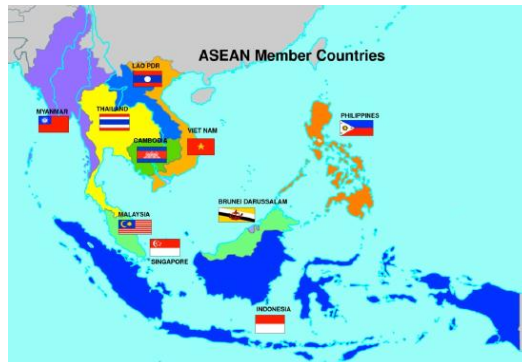 ASEAN Member Countries
LAO PDR
MYANMAR
THAILAND
PHILIPPINES
VIET NAM
CAMBODIA
BRUNEI DARUSSALAM
MALAYSIA
SINGAPORE
INDONESIA